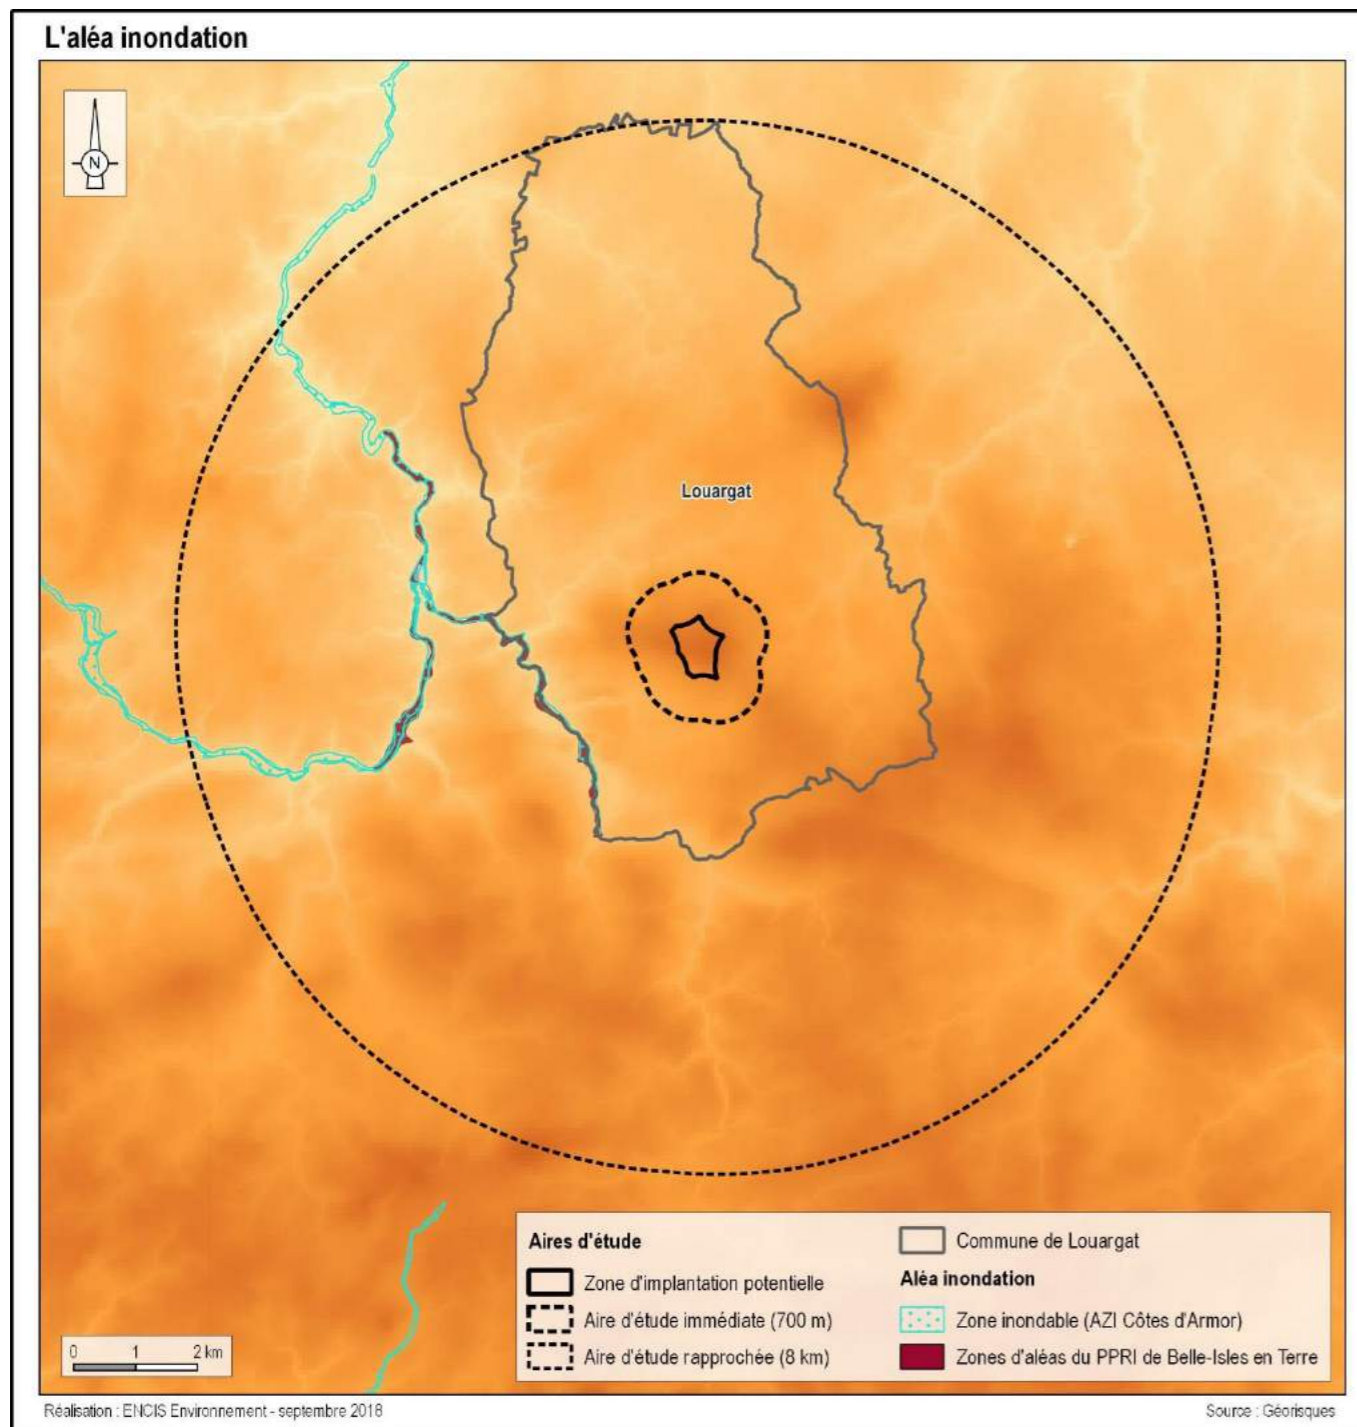 L'aléa inondation
N
Louargat
Aires d'étude
Zone d'implantation potentielle
Aire d'étude immédiate (700 m)
Aire d'étude rapprochée (8 km)
Commune de Louargat
Aléa inondation
Zone inondable (AZI Côtes d'Armor)
Zones d'aléas du PPRI de Belle-Isles en Terre
0 1 2 km
Réalisation : ENCIS Environnement - septembre 2018
Source : Géorisques